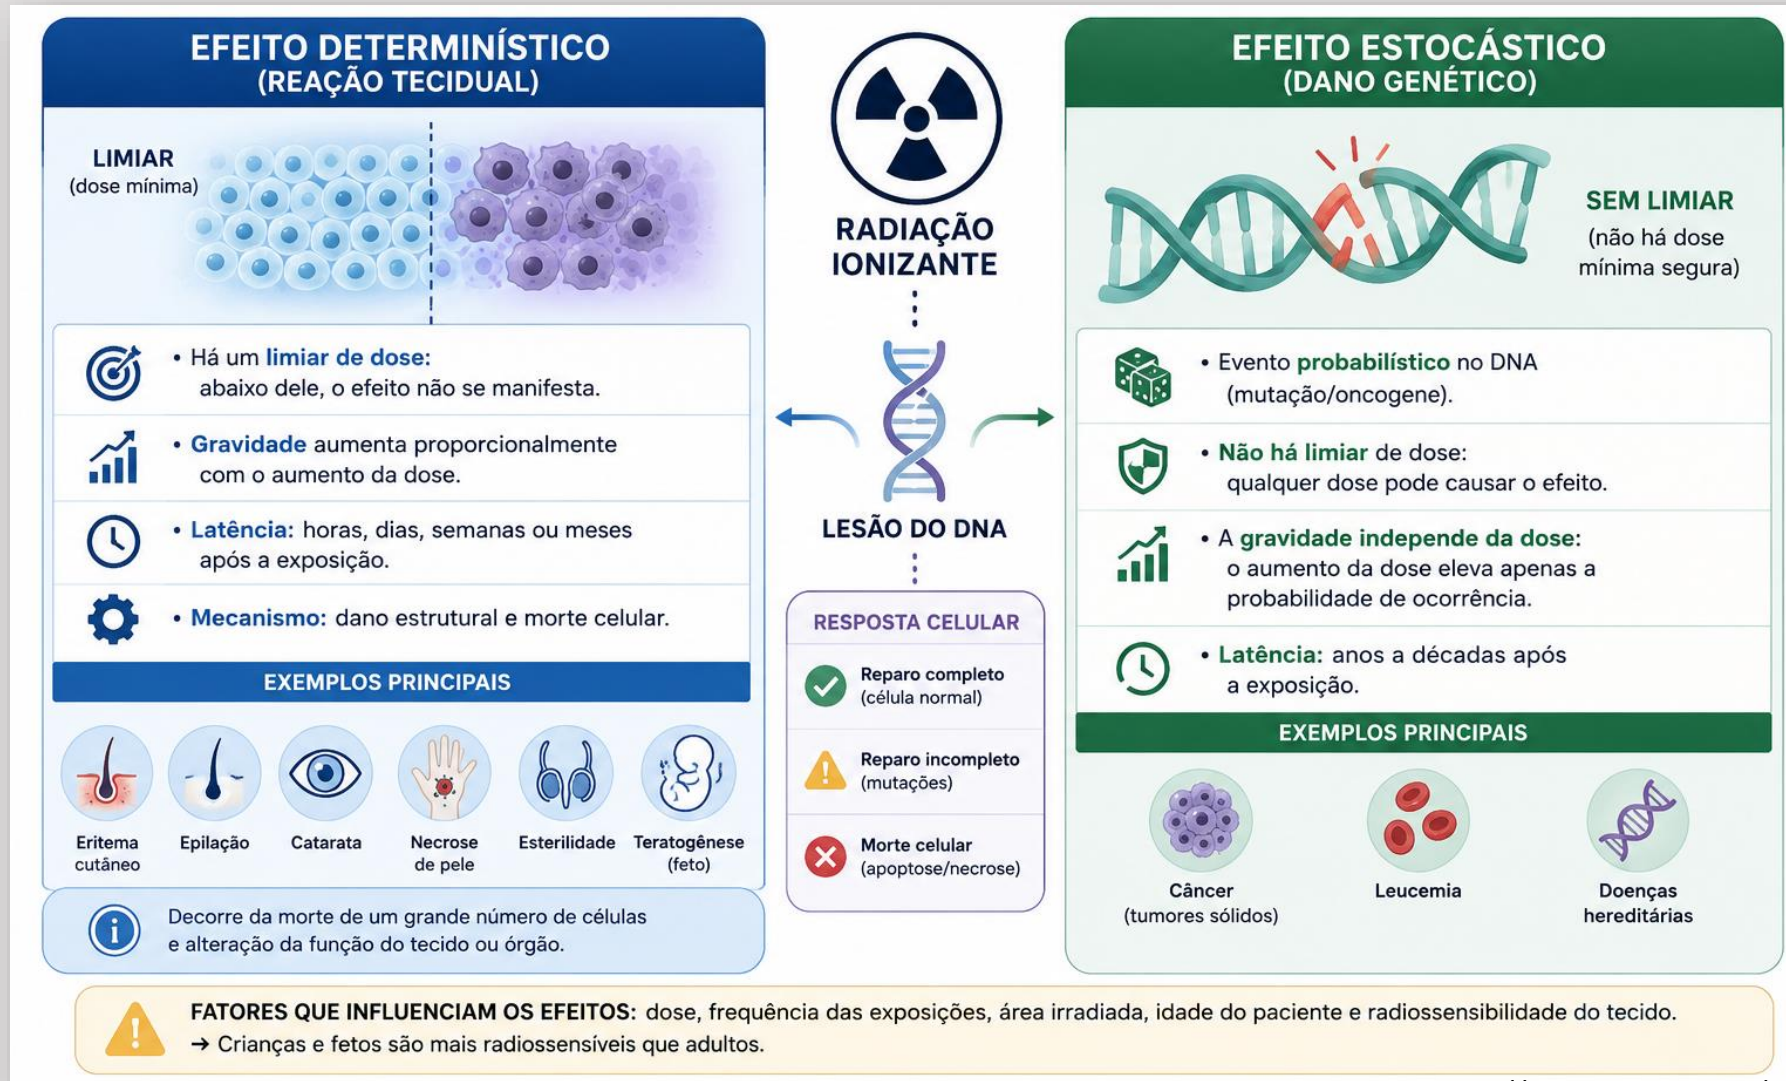 EFEITO DETERMINÍSTICO
(REAÇÃO TECIDUAL)
LIMIAR
(dose mínima)
• Há um limiar de dose:
abaixo dele, o efeito não se manifesta.
• Gravidade aumenta proporcionalmente
com o aumento da dose.
• Latência: horas, dias, semanas ou meses
após a exposição.
• Mecanismo: dano estrutural e morte celular.
EXEMPLOS PRINCIPAIS
Eritema
cutâneo
Epilação
Catarata
Necrose
de pele
Esterilidade
Teratogênese
(feto)
Decorre da morte de um grande número de células
e alteração da função do tecido ou órgão.
RADIAÇÃO
IONIZANTE
LESÃO DO DNA
RESPOSTA CELULAR
Reparo completo
(célula normal)
Reparo incompleto
(mutações)
Morte celular
(apoptose/necrose)
EFEITO ESTOCÁSTICO
(DANO GENÉTICO)
SEM LIMIAR
(não há dose
mínima segura)
• Evento probabilístico no DNA
(mutação/oncogene).
• Não há limiar de dose:
qualquer dose pode causar o efeito.
• A gravidade independe da dose:
o aumento da dose eleva apenas a
probabilidade de ocorrência.
• Latência: anos a décadas após
a exposição.
EXEMPLOS PRINCIPAIS
Câncer
(tumores sólidos)
Leucemia
Doenças
hereditárias
FATORES QUE INFLUENCIAM OS EFEITOS: dose, frequência das exposições, área irradiada, idade do paciente e radiossensibilidade do tecido.
→ Crianças e fetos são mais radiossensíveis que adultos.